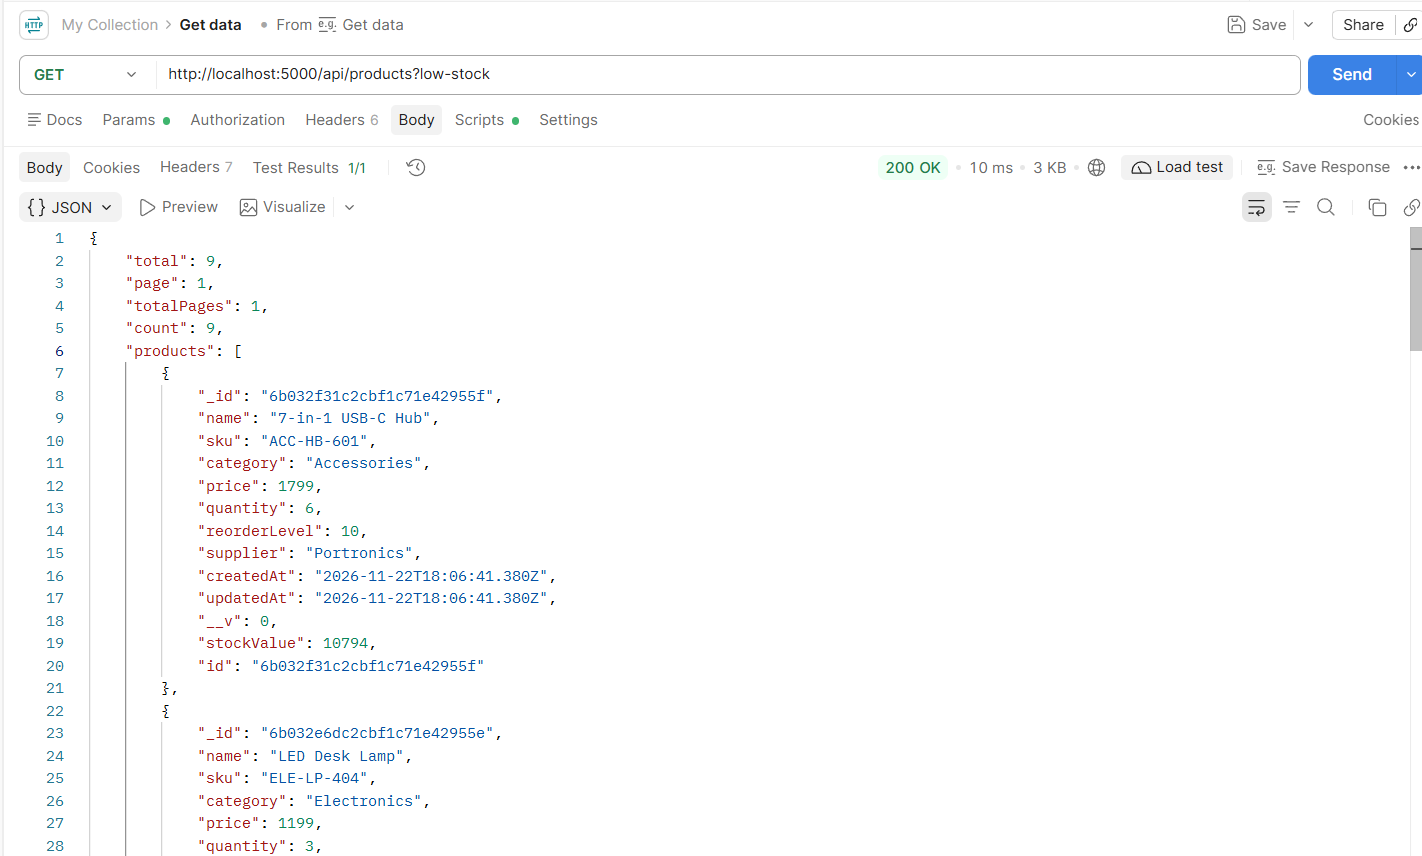 HTTP My Collection > Get data • From e.g. Get data Save Share
GET http://localhost:5000/api/products?low-stock Send
Docs Params Authorization Headers 6 Body Scripts Settings Cookies
Body Cookies Headers 7 Test Results 1/1 200 OK • 10 ms • 3 KB • Load test e.g. Save Response
{} JSON Preview Visualize
1 {
2 "total": 9,
3 "page": 1,
4 "totalPages": 1,
5 "count": 9,
6 "products": [
7 {
8 "_id": "6b032f31c2cbf1c71e42955f",
9 "name": "7-in-1 USB-C Hub",
10 "sku": "ACC-HB-601",
11 "category": "Accessories",
12 "price": 1799,
13 "quantity": 6,
14 "reorderLevel": 10,
15 "supplier": "Portronics",
16 "createdAt": "2026-11-22T18:06:41.380Z",
17 "updatedAt": "2026-11-22T18:06:41.380Z",
18 "__v": 0,
19 "stockValue": 10794,
20 "id": "6b032f31c2cbf1c71e42955f"
21 },
22 {
23 "_id": "6b032e6dc2cbf1c71e42955e",
24 "name": "LED Desk Lamp",
25 "sku": "ELE-LP-404",
26 "category": "Electronics",
27 "price": 1199,
28 "quantity": 3,